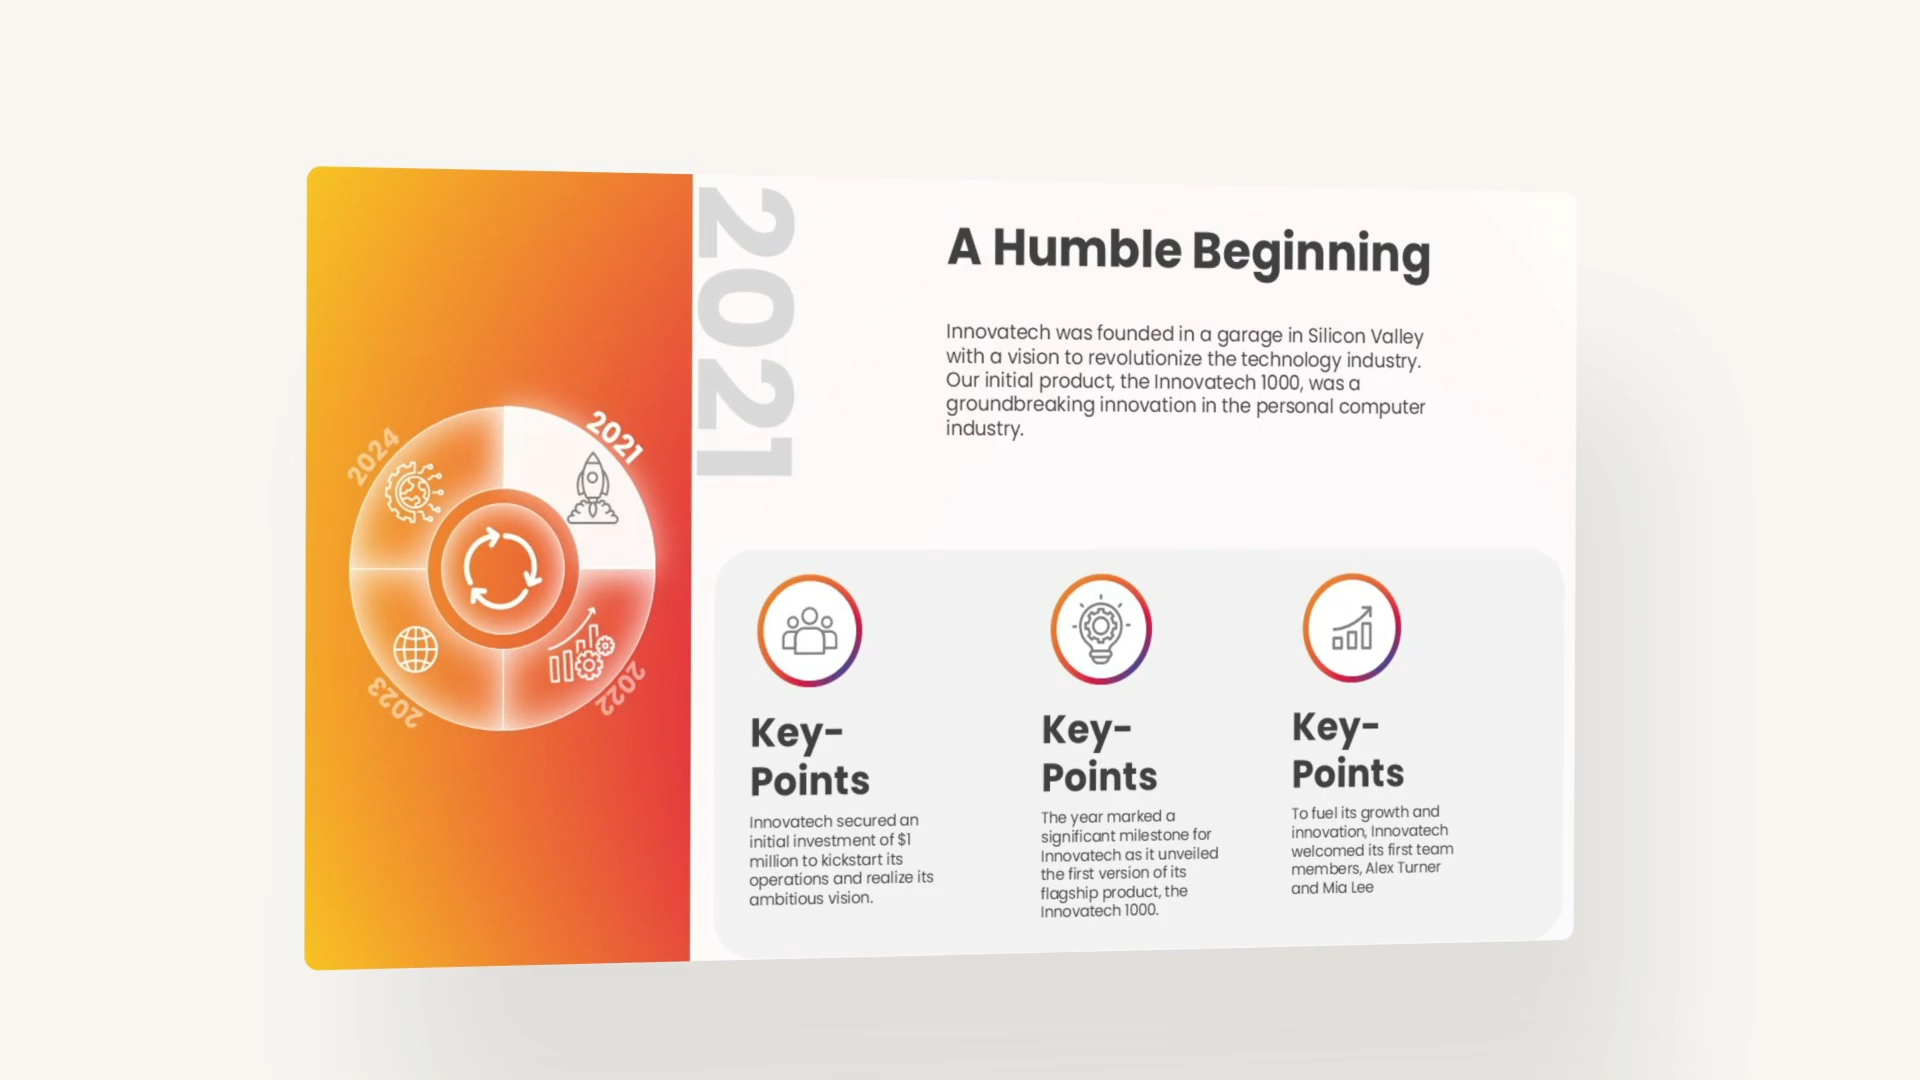 2021
2024
2023
2022
2021
A Humble Beginning
Innovatech was founded in a garage in Silicon Valley
with a vision to revolutionize the technology industry.
Our initial product, the Innovatech 1000, was a
groundbreaking innovation in the personal computer
industry.
Key-
Points
Innovatech secured an
initial investment of $1
million to kickstart its
operations and realize its
ambitious vision.
Key-
Points
The year marked a
significant milestone for
Innovatech as it unveiled
the first version of its
flagship product, the
Innovatech 1000.
Key-
Points
To fuel its growth and
innovation, Innovatech
welcomed its first team
members, Alex Turner
and Mia Lee